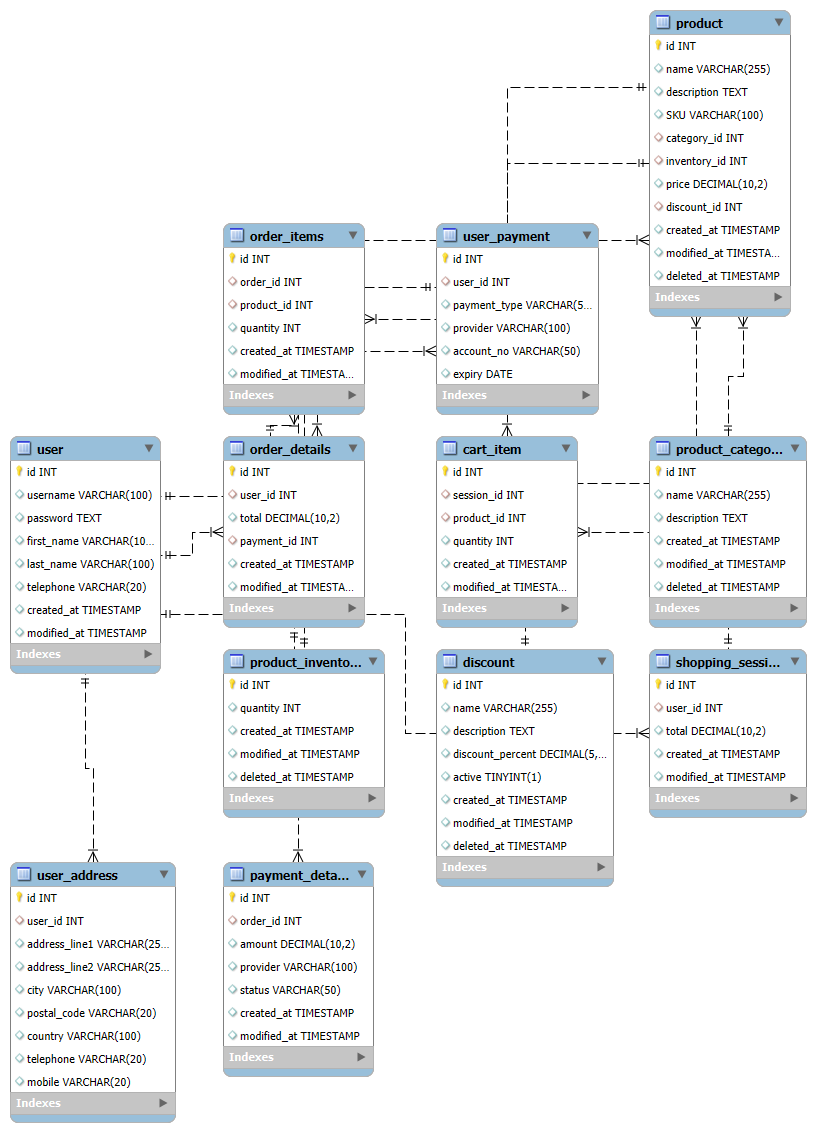 product
id INT
name VARCHAR(255)
description TEXT
SKU VARCHAR(100)
category_id INT
inventory_id INT
price DECIMAL(10,2)
discount_id INT
created_at TIMESTAMP
modified_at TIMESTA...
deleted_at TIMESTAMP
Indexes
order_items
id INT
order_id INT
product_id INT
quantity INT
created_at TIMESTAMP
modified_at TIMESTA...
Indexes
user_payment
id INT
user_id INT
payment_type VARCHAR(5...
provider VARCHAR(100)
account_no VARCHAR(50)
expiry DATE
Indexes
user
id INT
username VARCHAR(100)
password TEXT
first_name VARCHAR(10...
last_name VARCHAR(100)
telephone VARCHAR(20)
created_at TIMESTAMP
modified_at TIMESTAMP
Indexes
order_details
id INT
user_id INT
total DECIMAL(10,2)
payment_id INT
created_at TIMESTAMP
modified_at TIMESTA...
Indexes
cart_item
id INT
session_id INT
product_id INT
quantity INT
created_at TIMESTAMP
modified_at TIMESTA...
Indexes
product_catego...
id INT
name VARCHAR(255)
description TEXT
created_at TIMESTAMP
modified_at TIMESTAMP
deleted_at TIMESTAMP
Indexes
product_invento...
id INT
quantity INT
created_at TIMESTAMP
modified_at TIMESTAMP
deleted_at TIMESTAMP
Indexes
discount
id INT
name VARCHAR(255)
description TEXT
discount_percent DECIMAL(5,...
active TINYINT(1)
created_at TIMESTAMP
modified_at TIMESTAMP
deleted_at TIMESTAMP
Indexes
shopping_sessi...
id INT
user_id INT
total DECIMAL(10,2)
created_at TIMESTAMP
modified_at TIMESTAMP
Indexes
user_address
id INT
user_id INT
address_line1 VARCHAR(25...
address_line2 VARCHAR(25...
city VARCHAR(100)
postal_code VARCHAR(20)
country VARCHAR(100)
telephone VARCHAR(20)
mobile VARCHAR(20)
Indexes
payment_deta...
id INT
order_id INT
amount DECIMAL(10,2)
provider VARCHAR(100)
status VARCHAR(50)
created_at TIMESTAMP
modified_at TIMESTAMP
Indexes